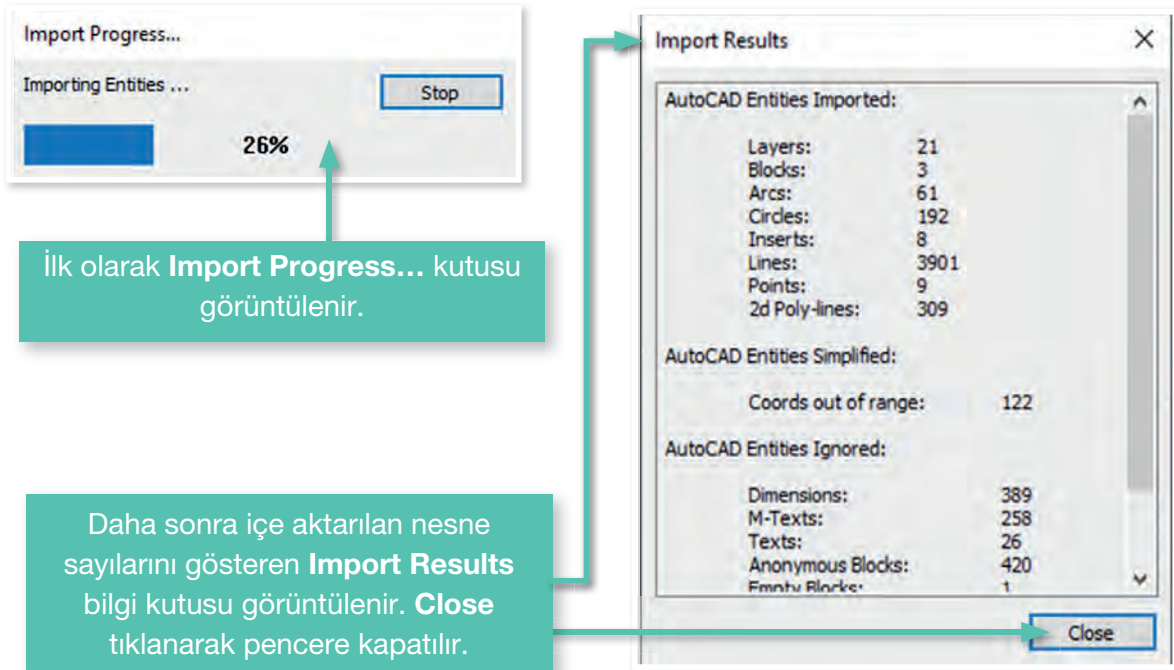 Import Progress...
Importing Entities ...
Stop
26%
İlk olarak Import Progress... kutusu
görüntülenir.
Daha sonra içe aktarılan nesne
sayılarını gösteren Import Results
bilgi kutusu görüntülenir. Close
tıklanarak pencere kapatılır.
Import Results
AutoCAD Entities Imported:
Layers: 21
Blocks: 3
Arcs: 61
Circles: 192
Inserts: 8
Lines: 3901
Points: 9
2d Poly-lines: 309
AutoCAD Entities Simplified:
Coords out of range: 122
AutoCAD Entities Ignored:
Dimensions: 389
M-Texts: 258
Texts: 26
Anonymous Blocks: 420
Empty Blocks: 1
Close